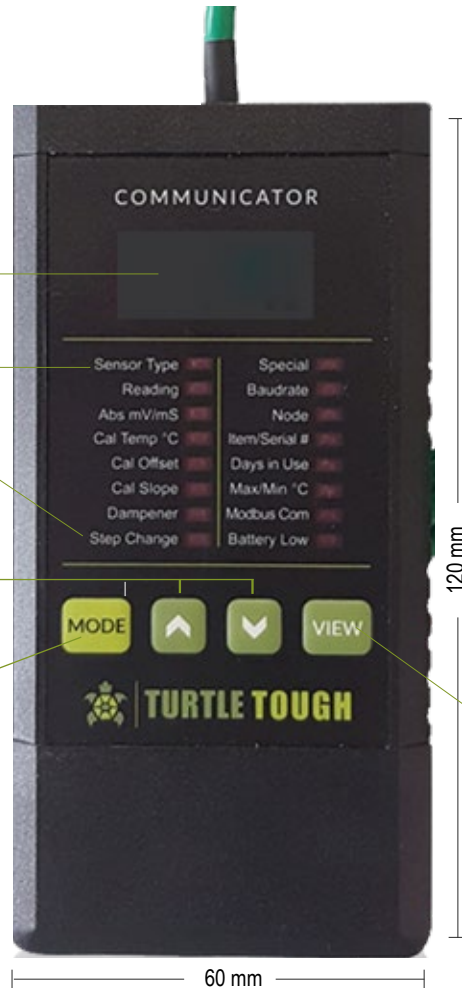 COMMUNICATOR
Sensor Type
Reading
Abs mV/mS
Cal Temp °C
Cal Offset
Cal Slope
Dampener
Step Change
Special
Baudrate
Node
Item/Serial #
Days in Use
Max/Min °C
Modbus Com
Battery Low
MODE
VIEW
TURTLE TOUGH
120 mm
60 mm